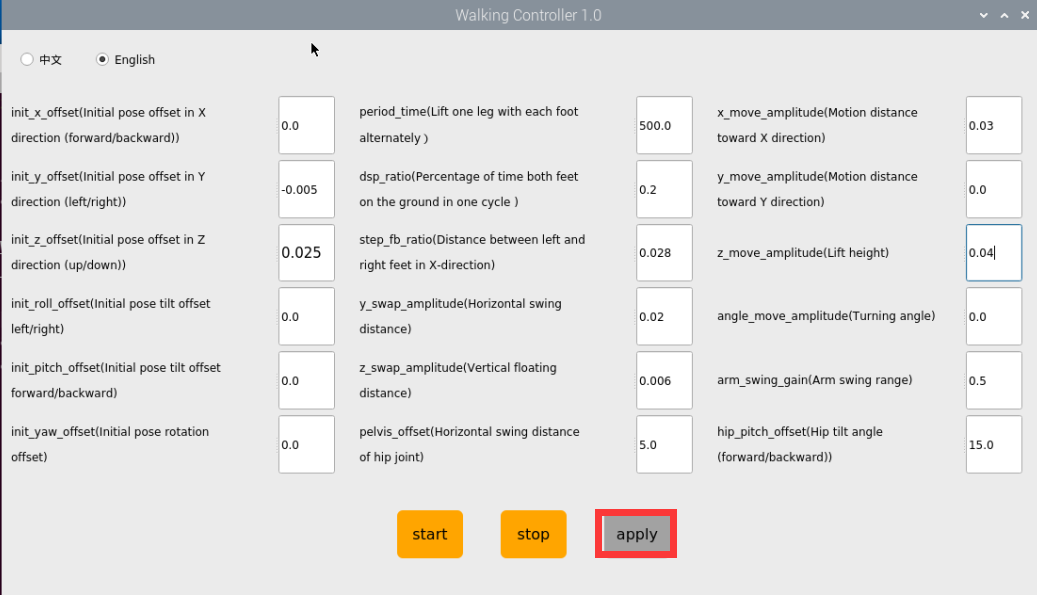 Walking Controller 1.0
中文
English
init_x_offset(Initial pose offset in X
direction (forward/backward))
0.0
period_time(Lift one leg with each foot
alternately )
500.0
x_move_amplitude(Motion distance
toward X direction)
0.03
init_y_offset(Initial pose offset in Y
direction (left/right))
-0.005
dsp_ratio(Percentage of time both feet
on the ground in one cycle )
0.2
y_move_amplitude(Motion distance
toward Y direction)
0.0
init_z_offset(Initial pose offset in Z
direction (up/down))
0.025
step_fb_ratio(Distance between left and
right feet in X-direction)
0.028
z_move_amplitude(Lift height)
0.04
init_roll_offset(Initial pose tilt offset
left/right)
0.0
y_swap_amplitude(Horizontal swing
distance)
0.02
angle_move_amplitude(Turning angle)
0.0
init_pitch_offset(Initial pose tilt offset
forward/backward)
0.0
z_swap_amplitude(Vertical floating
distance)
0.006
arm_swing_gain(Arm swing range)
0.5
init_yaw_offset(Initial pose rotation
offset)
0.0
pelvis_offset(Horizontal swing distance
of hip joint)
5.0
hip_pitch_offset(Hip tilt angle
(forward/backward))
15.0
start
stop
apply